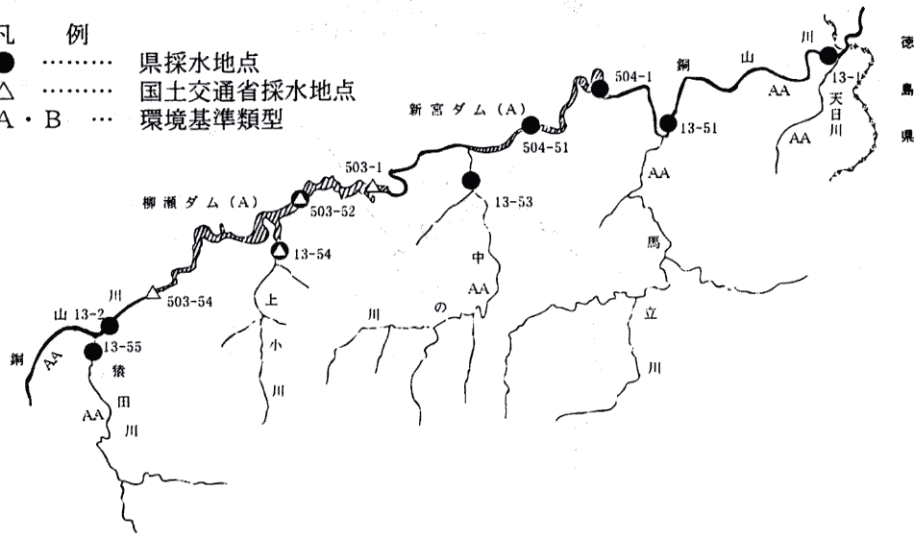 凡 例
● ……… 県採水地点
△ ……… 国土交通省採水地点
A・B … 環境基準類型
徳島県
銅山川
13-1
AA
天日川
AA
504-1
新宮ダム(A)
504-51
13-51
AA
馬立川
503-1
13-53
中の川
AA
柳瀬ダム(A)
503-52
13-54
上小川
503-54
銅山川
13-2
AA
13-55
猿田川
AA